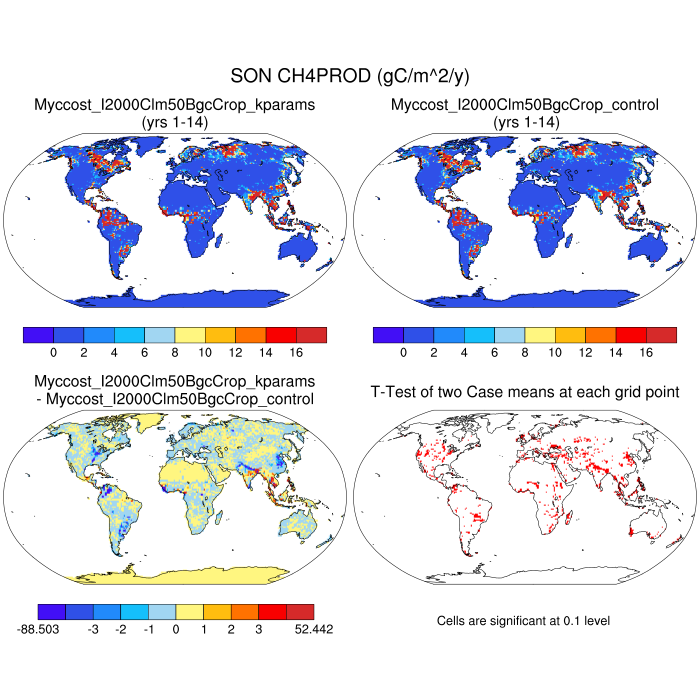 SON CH4PROD (gC/m^2/y)
Myccost_I2000Clm50BgcCrop_kparams
(yrs 1-14)
Myccost_I2000Clm50BgcCrop_control
(yrs 1-14)
0 2 4 6 8 10 12 14 16
0 2 4 6 8 10 12 14 16
Myccost_I2000Clm50BgcCrop_kparams
- Myccost_I2000Clm50BgcCrop_control
T-Test of two Case means at each grid point
-88.503 -3 -2 -1 0 1 2 3 52.442
Cells are significant at 0.1 level